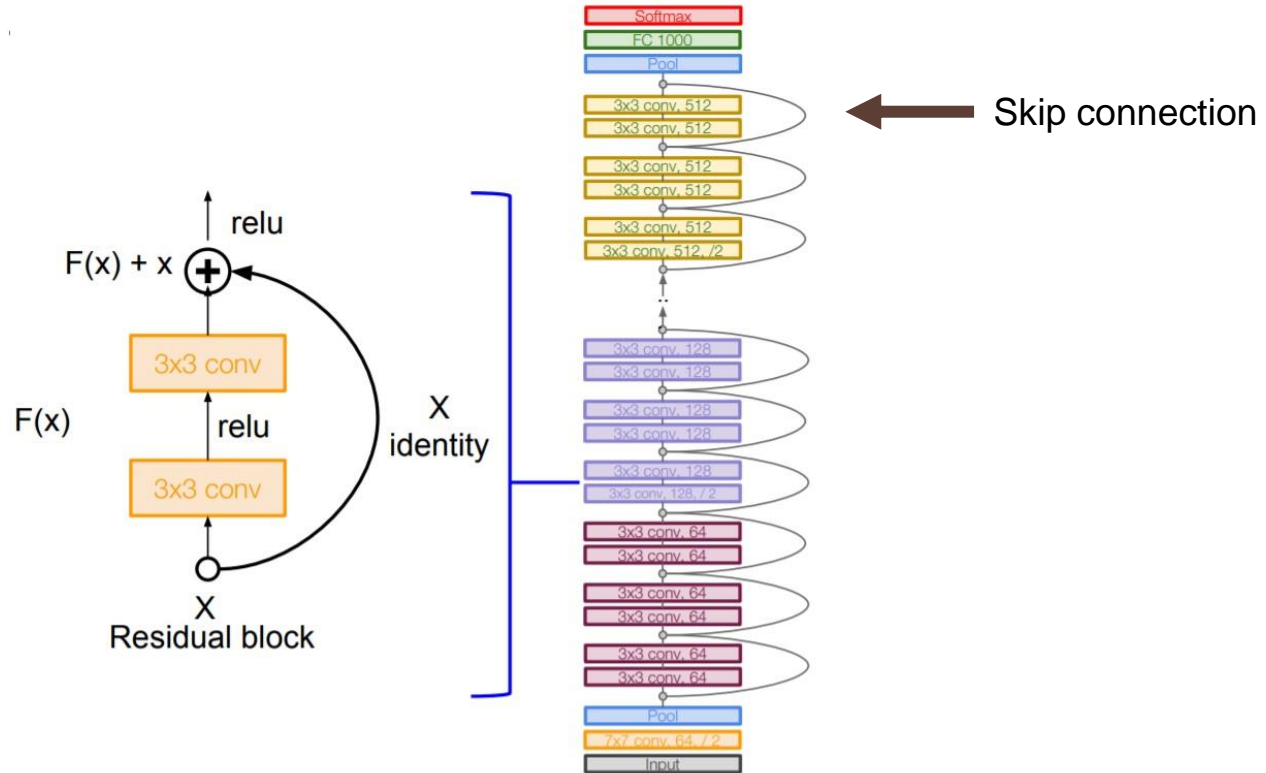 Softmax
FC 1000
Pool
3x3 conv, 512
3x3 conv, 512
3x3 conv, 512
3x3 conv, 512
3x3 conv, 512
3x3 conv, 512, /2
..
3x3 conv, 128
3x3 conv, 128
3x3 conv, 128
3x3 conv, 128
3x3 conv, 128
3x3 conv, 128, / 2
3x3 conv, 64
3x3 conv, 64
3x3 conv, 64
3x3 conv, 64
3x3 conv, 64
3x3 conv, 64
Pool
7x7 conv, 64, / 2
Input
Skip connection
relu
F(x) + x
+
3x3 conv
F(x)
relu
X
identity
3x3 conv
X
Residual block